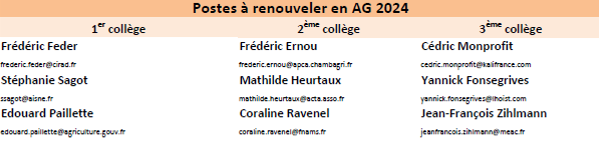 Postes à renouveler en AG 2024
1er collège 2ème collège 3ème collège
Frédéric Feder Frédéric Ernou Cédric Monprofit
frederic.feder@cirad.fr frederic.ernou@apca.chambagri.fr cedric.monprofit@kalifrance.com
Stéphanie Sagot Mathilde Heurtaux Yannick Fonsegrives
ssagot@aisne.fr mathilde.heurtaux@acta.asso.fr yannick.fonsegrives@lhoist.com
Edouard Paillette Coraline Ravenel Jean-François Zihlmann
edouard.paillette@agriculture.gouv.fr coraline.ravenel@fnams.fr jeanfrancois.zihlmann@meac.fr